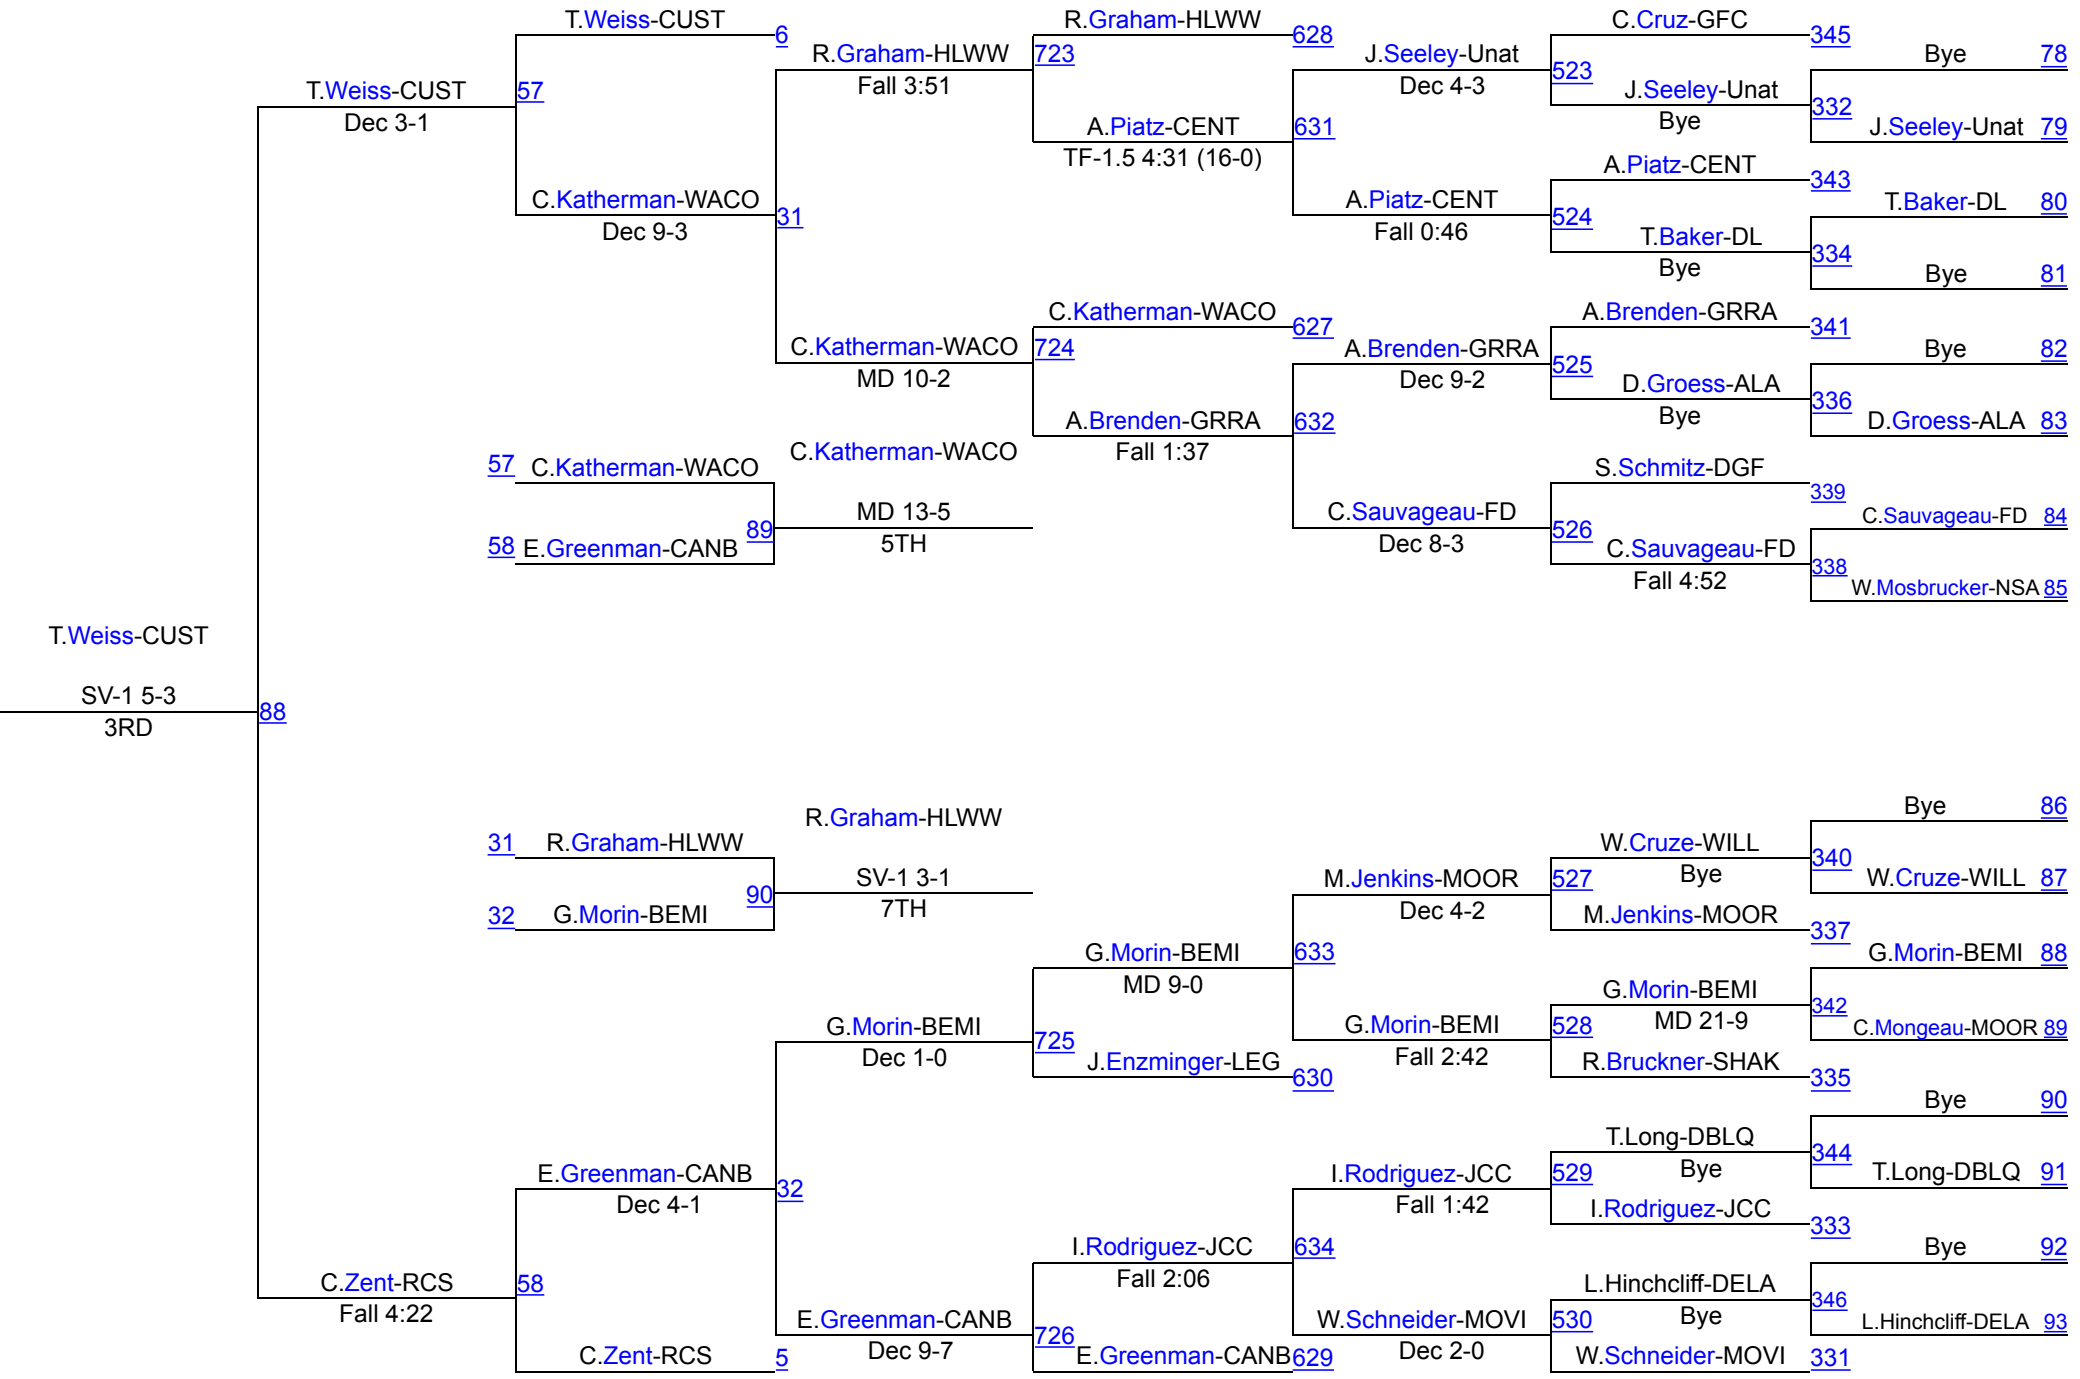 T.Weiss-CUST
6
R.Graham-HLWW
Fall 3:51
R.Graham-HLWW
628
723
J.Seeley-Unat
Dec 4-3
C.Cruz-GFC
345
523
J.Seeley-Unat
Bye
Bye 78
332
J.Seeley-Unat 79
T.Weiss-CUST
Dec 3-1
57
A.Piatz-CENT
TF-1.5 4:31 (16-0)
631
A.Piatz-CENT
343
A.Piatz-CENT
Fall 0:46
524
T.Baker-DL
Bye
T.Baker-DL 80
334
Bye 81
C.Katherman-WACO
Dec 9-3
31
C.Katherman-WACO
MD 10-2
C.Katherman-WACO
627
724
A.Brenden-GRRA
Dec 9-2
A.Brenden-GRRA
341
525
D.Groess-ALA
Bye
Bye 82
336
D.Groess-ALA 83
A.Brenden-GRRA
Fall 1:37
632
57 C.Katherman-WACO
58 E.Greenman-CANB
89
C.Katherman-WACO
MD 13-5
5TH
S.Schmitz-DGF
339
C.Sauvageau-FD
Dec 8-3
526
C.Sauvageau-FD
Fall 4:52
C.Sauvageau-FD 84
338
W.Mosbrucker-NSA 85
T.Weiss-CUST
SV-1 5-3
3RD
88
31 R.Graham-HLWW
32 G.Morin-BEMI
90
R.Graham-HLWW
SV-1 3-1
7TH
M.Jenkins-MOOR
Dec 4-2
W.Cruze-WILL
Bye
527
M.Jenkins-MOOR
337
Bye 86
340
W.Cruze-WILL 87
G.Morin-BEMI
MD 9-0
633
G.Morin-BEMI
Fall 2:42
G.Morin-BEMI
MD 21-9
528
R.Bruckner-SHAK
335
G.Morin-BEMI 88
342
C.Mongeau-MOOR 89
G.Morin-BEMI
Dec 1-0
725
J.Enzminger-LEG
630
E.Greenman-CANB
Dec 4-1
32
I.Rodriguez-JCC
Fall 1:42
T.Long-DBLQ
Bye
529
I.Rodriguez-JCC
333
Bye 90
344
T.Long-DBLQ 91
I.Rodriguez-JCC
Fall 2:06
634
C.Zent-RCS
Fall 4:22
58
C.Zent-RCS
5
E.Greenman-CANB
Dec 9-7
726
E.Greenman-CANB
629
W.Schneider-MOVI
Dec 2-0
L.Hinchcliff-DELA
Bye
530
W.Schneider-MOVI
331
Bye 92
346
L.Hinchcliff-DELA 93